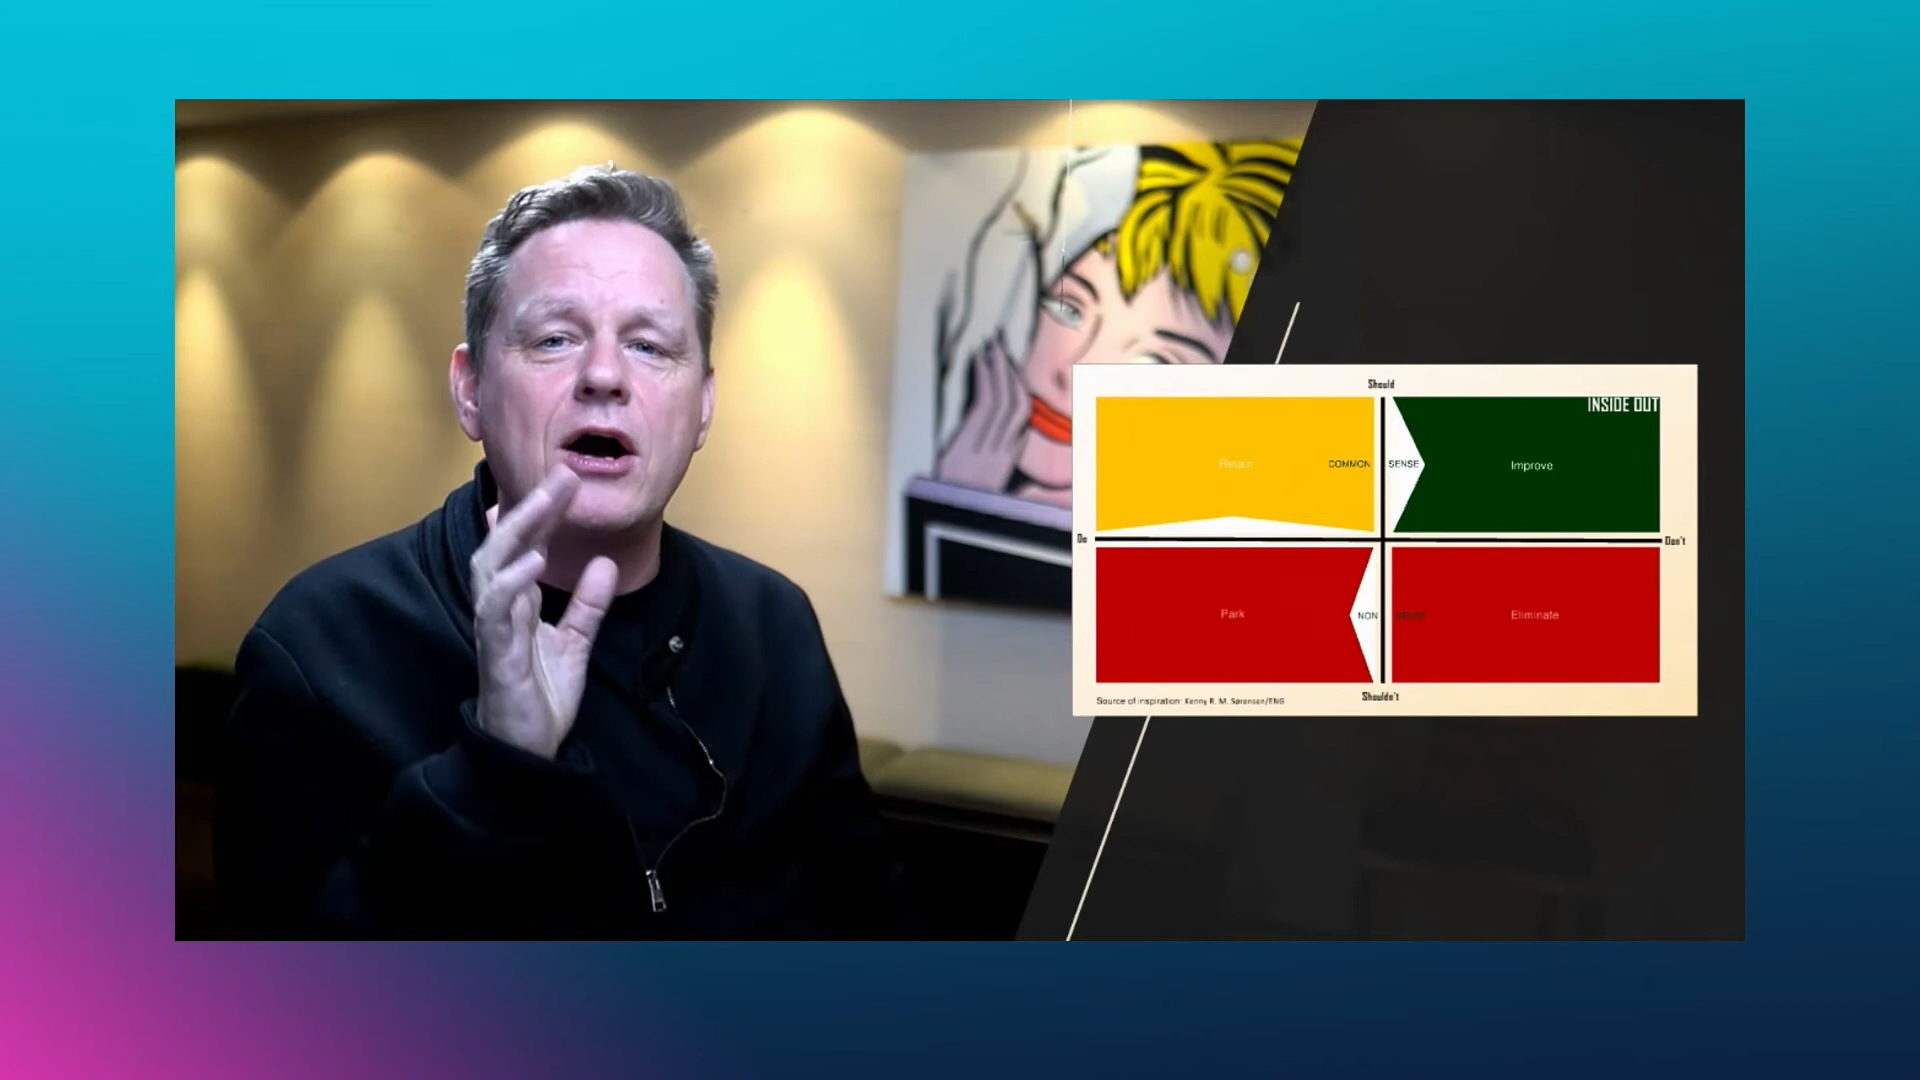 Should
INSIDE OUT
Retain
COMMON
SENSE
Improve
Do
Don't
Park
NON
SENSE
Eliminate
Shouldn't
Source of inspiration: Kenny R. M. Sørensen/ENG